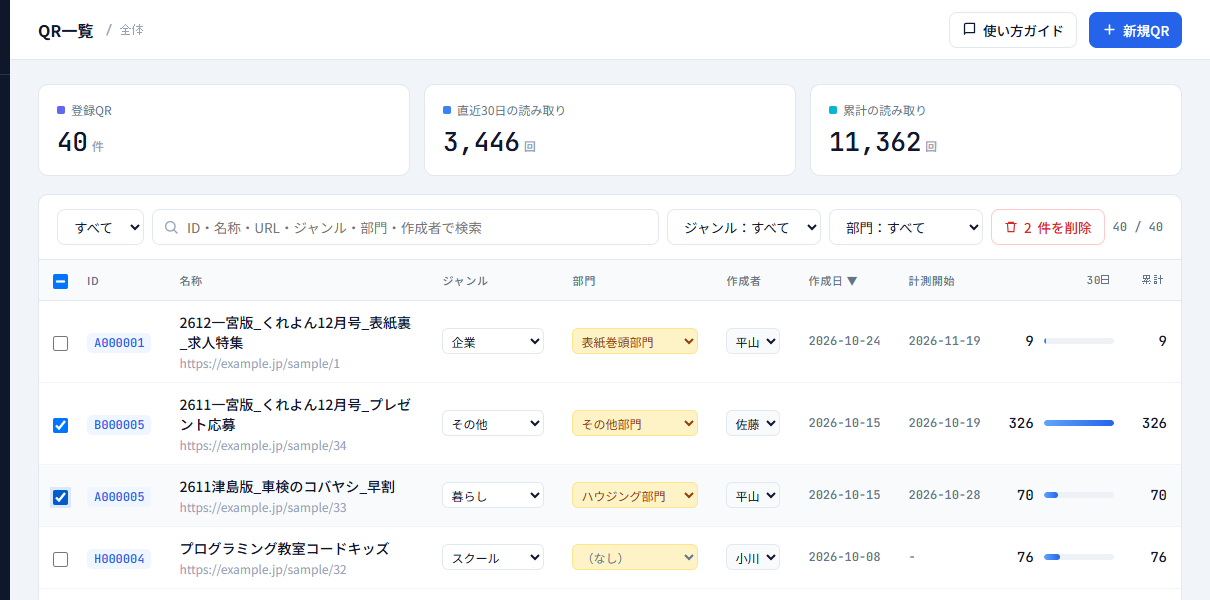 QR一覧 / 全体
使い方ガイド
+ 新規QR
登録QR
40 件
直近30日の読み取り
3,446 回
累計の読み取り
11,362 回
すべて
ID・名称・URL・ジャンル・部門・作成者で検索
ジャンル：すべて
部門：すべて
2 件を削除
40 / 40
ID 名称 ジャンル 部門 作成者 作成日 ▼ 計測開始 30日 累計
A000001
2612一宮版_くれよん12月号_表紙裏
_求人特集
https://example.jp/sample/1
企業 表紙巻頭部門 平山 2026-10-24 2026-11-19 9 9
B000005
2611一宮版_くれよん12月号_プレゼ
ント応募
https://example.jp/sample/34
その他 その他部門 佐藤 2026-10-15 2026-10-19 326 326
A000005
2611津島版_車検のコバヤシ_早割
https://example.jp/sample/33
暮らし ハウジング部門 平山 2026-10-15 2026-10-28 70 70
H000004
プログラミング教室コードキッズ
https://example.jp/sample/32
スクール （なし） 小川 2026-10-08 - 76 76